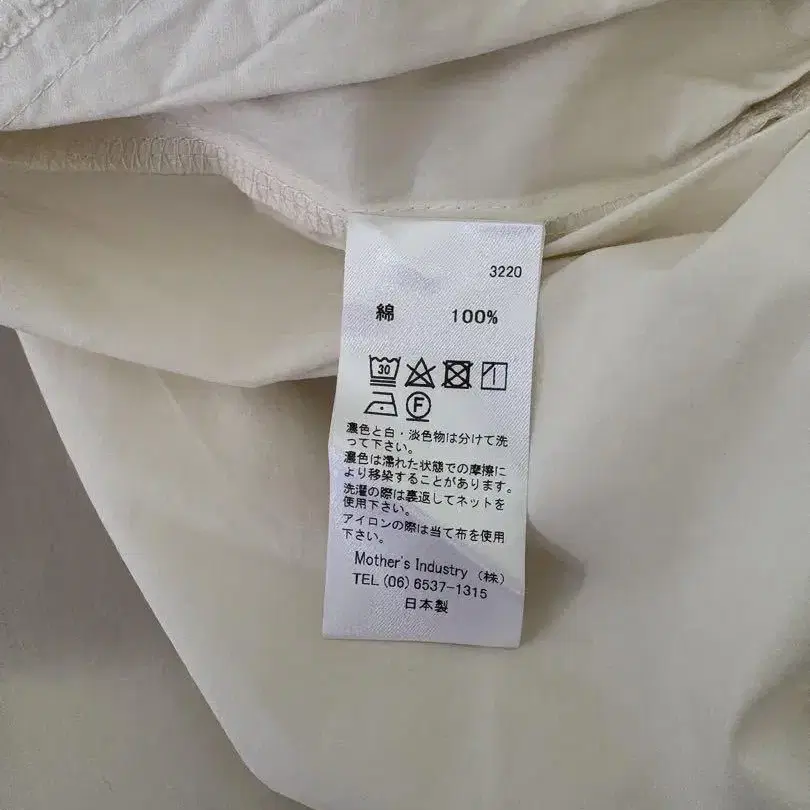 3220
綿 100%
30
F
濃色と白・淡色物は分けて洗
って下さい。
濃色は濡れた状態での摩擦に
より移染することがあります。
洗濯の際は裏返してネットを
使用下さい。
アイロンの際は当て布を使用
下さい。
Mother's Industry (株)
TEL (06) 6537-1315
日本製